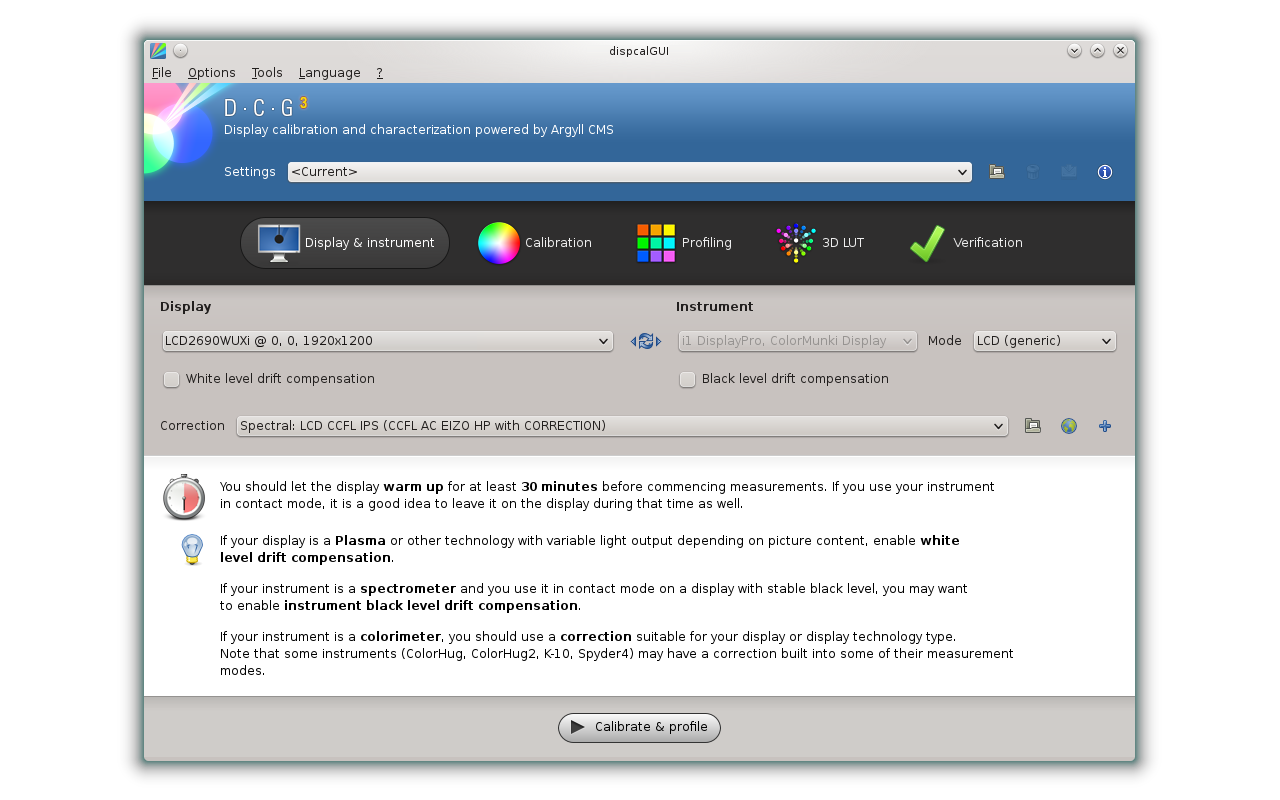 dispcalGUI
File Options Tools Language ?
D·C·G 3
Display calibration and characterization powered by Argyll CMS
Settings <Current>
Display & instrument Calibration Profiling 3D LUT Verification
Display Instrument
LCD2690WUXi @ 0, 0, 1920x1200 i1 DisplayPro, ColorMunki Display Mode LCD (generic)
White level drift compensation Black level drift compensation
Correction Spectral: LCD CCFL IPS (CCFL AC EIZO HP with CORRECTION)
You should let the display warm up for at least 30 minutes before commencing measurements. If you use your instrument
in contact mode, it is a good idea to leave it on the display during that time as well.
If your display is a Plasma or other technology with variable light output depending on picture content, enable white
level drift compensation.
If your instrument is a spectrometer and you use it in contact mode on a display with stable black level, you may want
to enable instrument black level drift compensation.
If your instrument is a colorimeter, you should use a correction suitable for your display or display technology type.
Note that some instruments (ColorHug, ColorHug2, K-10, Spyder4) may have a correction built into some of their measurement
modes.
Calibrate & profile